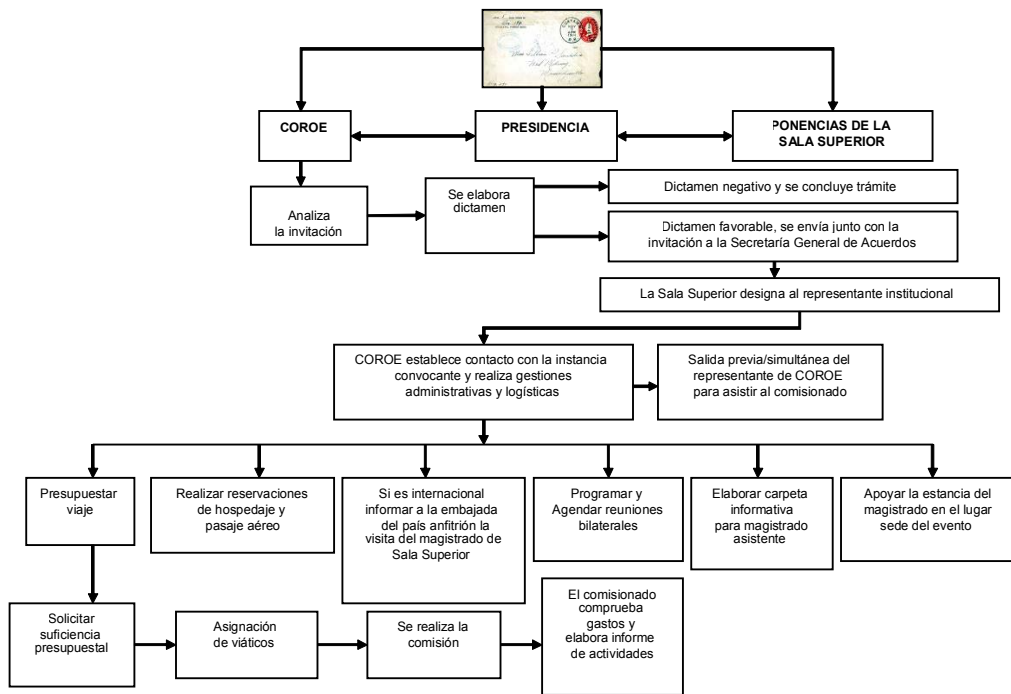 COROE
PRESIDENCIA
PONENCIAS DE LA
SALA SUPERIOR
Analiza
la invitación
Se elabora
dictamen
Dictamen negativo y se concluye trámite
Dictamen favorable, se envía junto con la
invitación a la Secretaría General de Acuerdos
La Sala Superior designa al representante institucional
COROE establece contacto con la instancia
convocante y realiza gestiones
administrativas y logísticas
Salida previa/simultánea del
representante de COROE
para asistir al comisionado
Presupuestar
viaje
Realizar reservaciones
de hospedaje y
pasaje aéreo
Si es internacional
informar a la embajada
del país anfitrión la
visita del magistrado de
Sala Superior
Programar y
Agendar reuniones
bilaterales
Elaborar carpeta
informativa
para magistrado
asistente
Apoyar la estancia del
magistrado en el lugar
sede del evento
Solicitar
suficiencia
presupuestal
Asignación
de viáticos
Se realiza la
comisión
El comisionado
comprueba
gastos y
elabora informe
de actividades